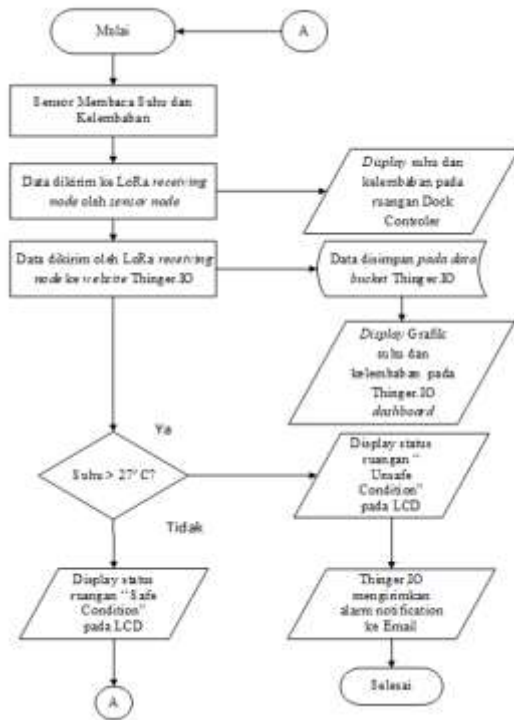 Mulai
A
Sensor Membaca Suhu dan
Kelembaban
Data dikirim ke LoRa receiving
node oleh sensor node
Display suhu dan
kelembaban pada
ruangan Dock
Controler
Data dikirim oleh LoRa receiving
node ke website Thinger.IO
Data disimpan pada data
bucket Thinger.IO
Display Grafik
suhu dan
kelembaban pada
Thinger.IO
dashboard
Ya
Suhu > 27°C?
Display status
ruangan "
Unsafe
Condition"
pada LCD
Tidak
Display status
ruangan "Safe
Condition"
pada LCD
Thinger.IO
mengirimkan
alarm notification
ke Email
A
Selesai